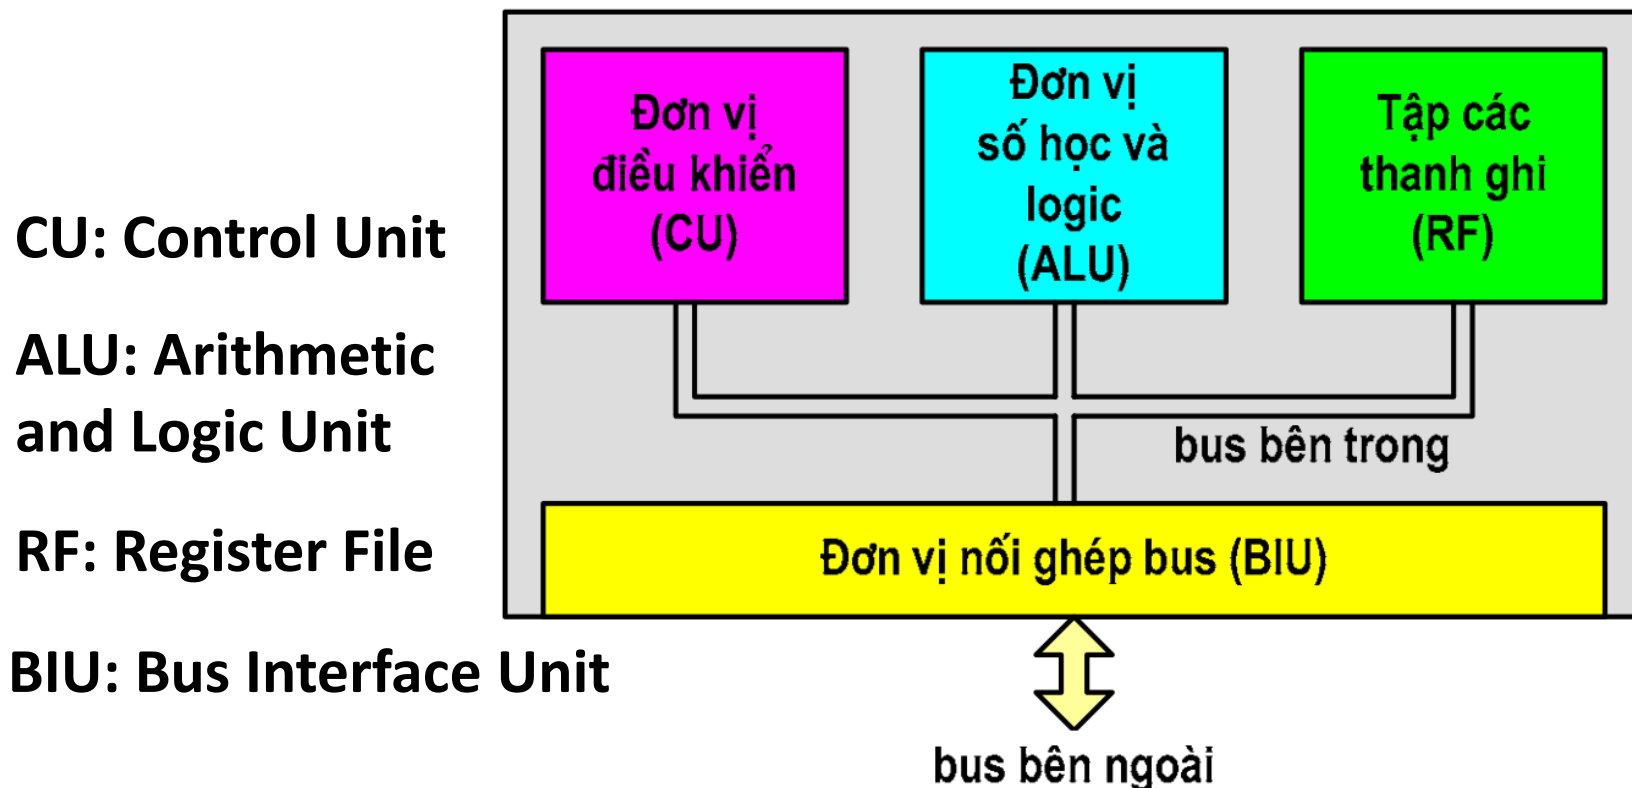 CU: Control Unit
ALU: Arithmetic
and Logic Unit
RF: Register File
BIU: Bus Interface Unit
Đơn vị
điều khiển
(CU)
Đơn vị
số học và
logic
(ALU)
Tập các
thanh ghi
(RF)
bus bên trong
Đơn vị nối ghép bus (BIU)
bus bên ngoài